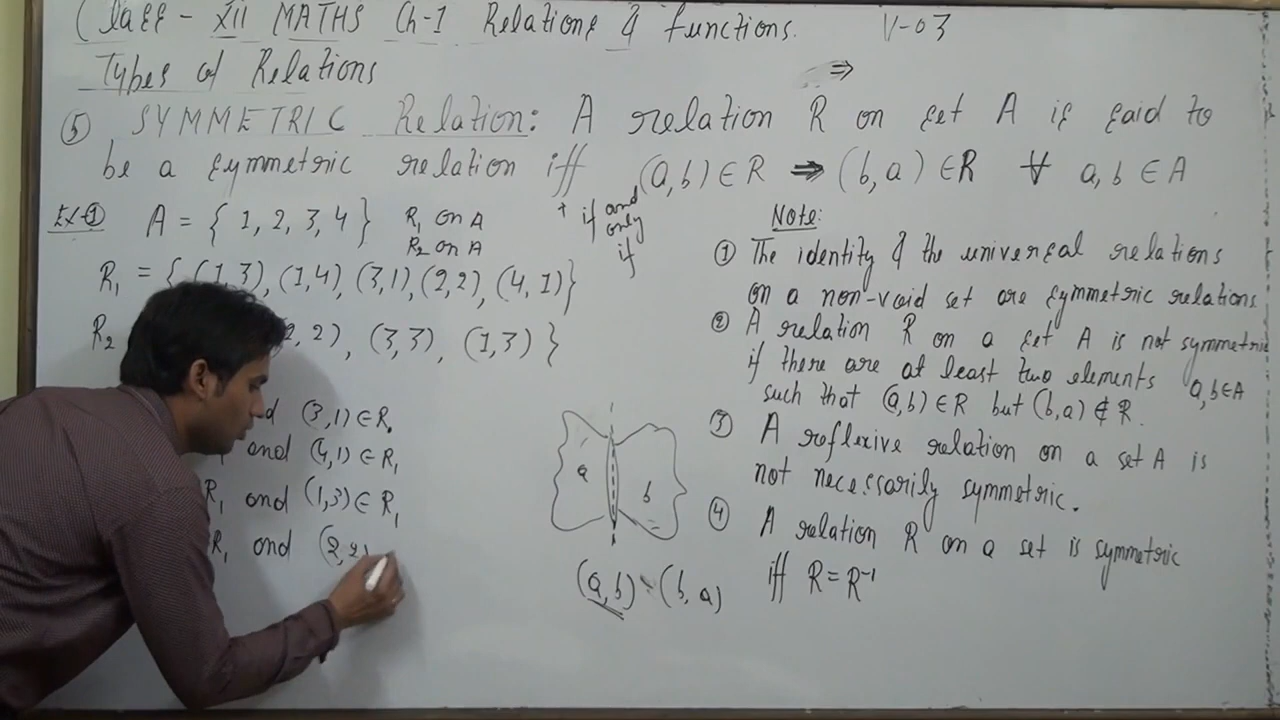 Class - XII MATHS Ch-1 Relations & functions. V-03
Types of Relations
⇒
⑤ SYMMETRIC Relation: A relation R on set A is said to
be a symmetric relation iff (a,b) ∈ R ⇒ (b,a) ∈ R ∀ a, b ∈ A
if and
only
if
Ex① A = { 1, 2, 3, 4 } R₁ on A
R₂ on A
R₁ = { (1,3), (1,4), (3,1), (2,2), (4,1)}
R₂ 2,2), (3,3), (1,3) }
(3,1) ∈ R₁
and (4,1) ∈ R₁
R₁ and (1,3) ∈ R₁
R₁ and (2,2)
a
b
(a,b) (b,a)
Note:
① The identity & the universal relations
on a non-void set are symmetric relations
② A relation R on a set A is not symmetric
if there are at least two elements a, b ∈ A
such that (a,b) ∈ R but (b,a) ∉ R.
③ A reflexive relation on a set A is
not necessarily symmetric.
④ A relation R on a set is symmetric
iff R = R⁻¹